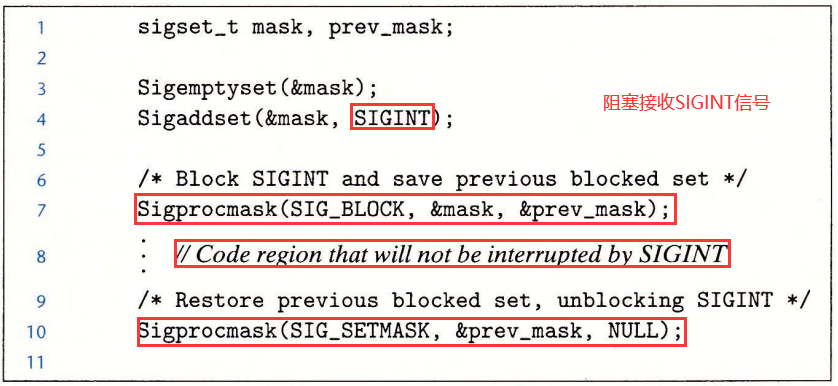 1 sigset_t mask, prev_mask;
2
3 Sigemptyset(&mask);
阻塞接收SIGINT信号
4 Sigaddset(&mask, SIGINT);
5
6 /* Block SIGINT and save previous blocked set */
7 Sigprocmask(SIG_BLOCK, &mask, &prev_mask);
8 // Code region that will not be interrupted by SIGINT
9 /* Restore previous blocked set, unblocking SIGINT */
10 Sigprocmask(SIG_SETMASK, &prev_mask, NULL);
11